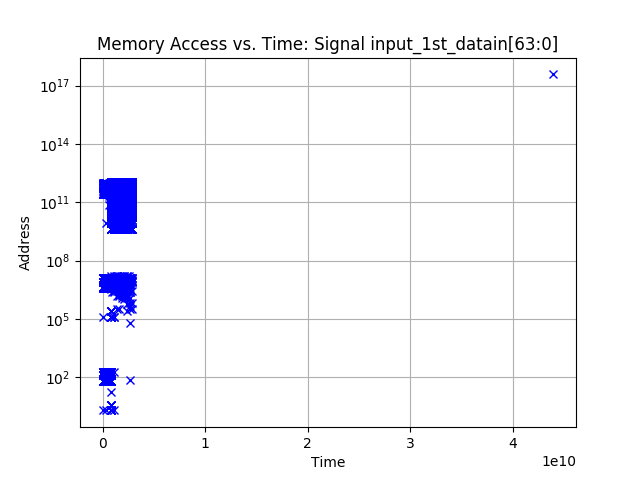 Memory Access vs. Time: Signal input_1st_datain[63:0]
Address
10^17
10^14
10^11
10^8
10^5
10^2
0 1 2 3 4
1e10
Time